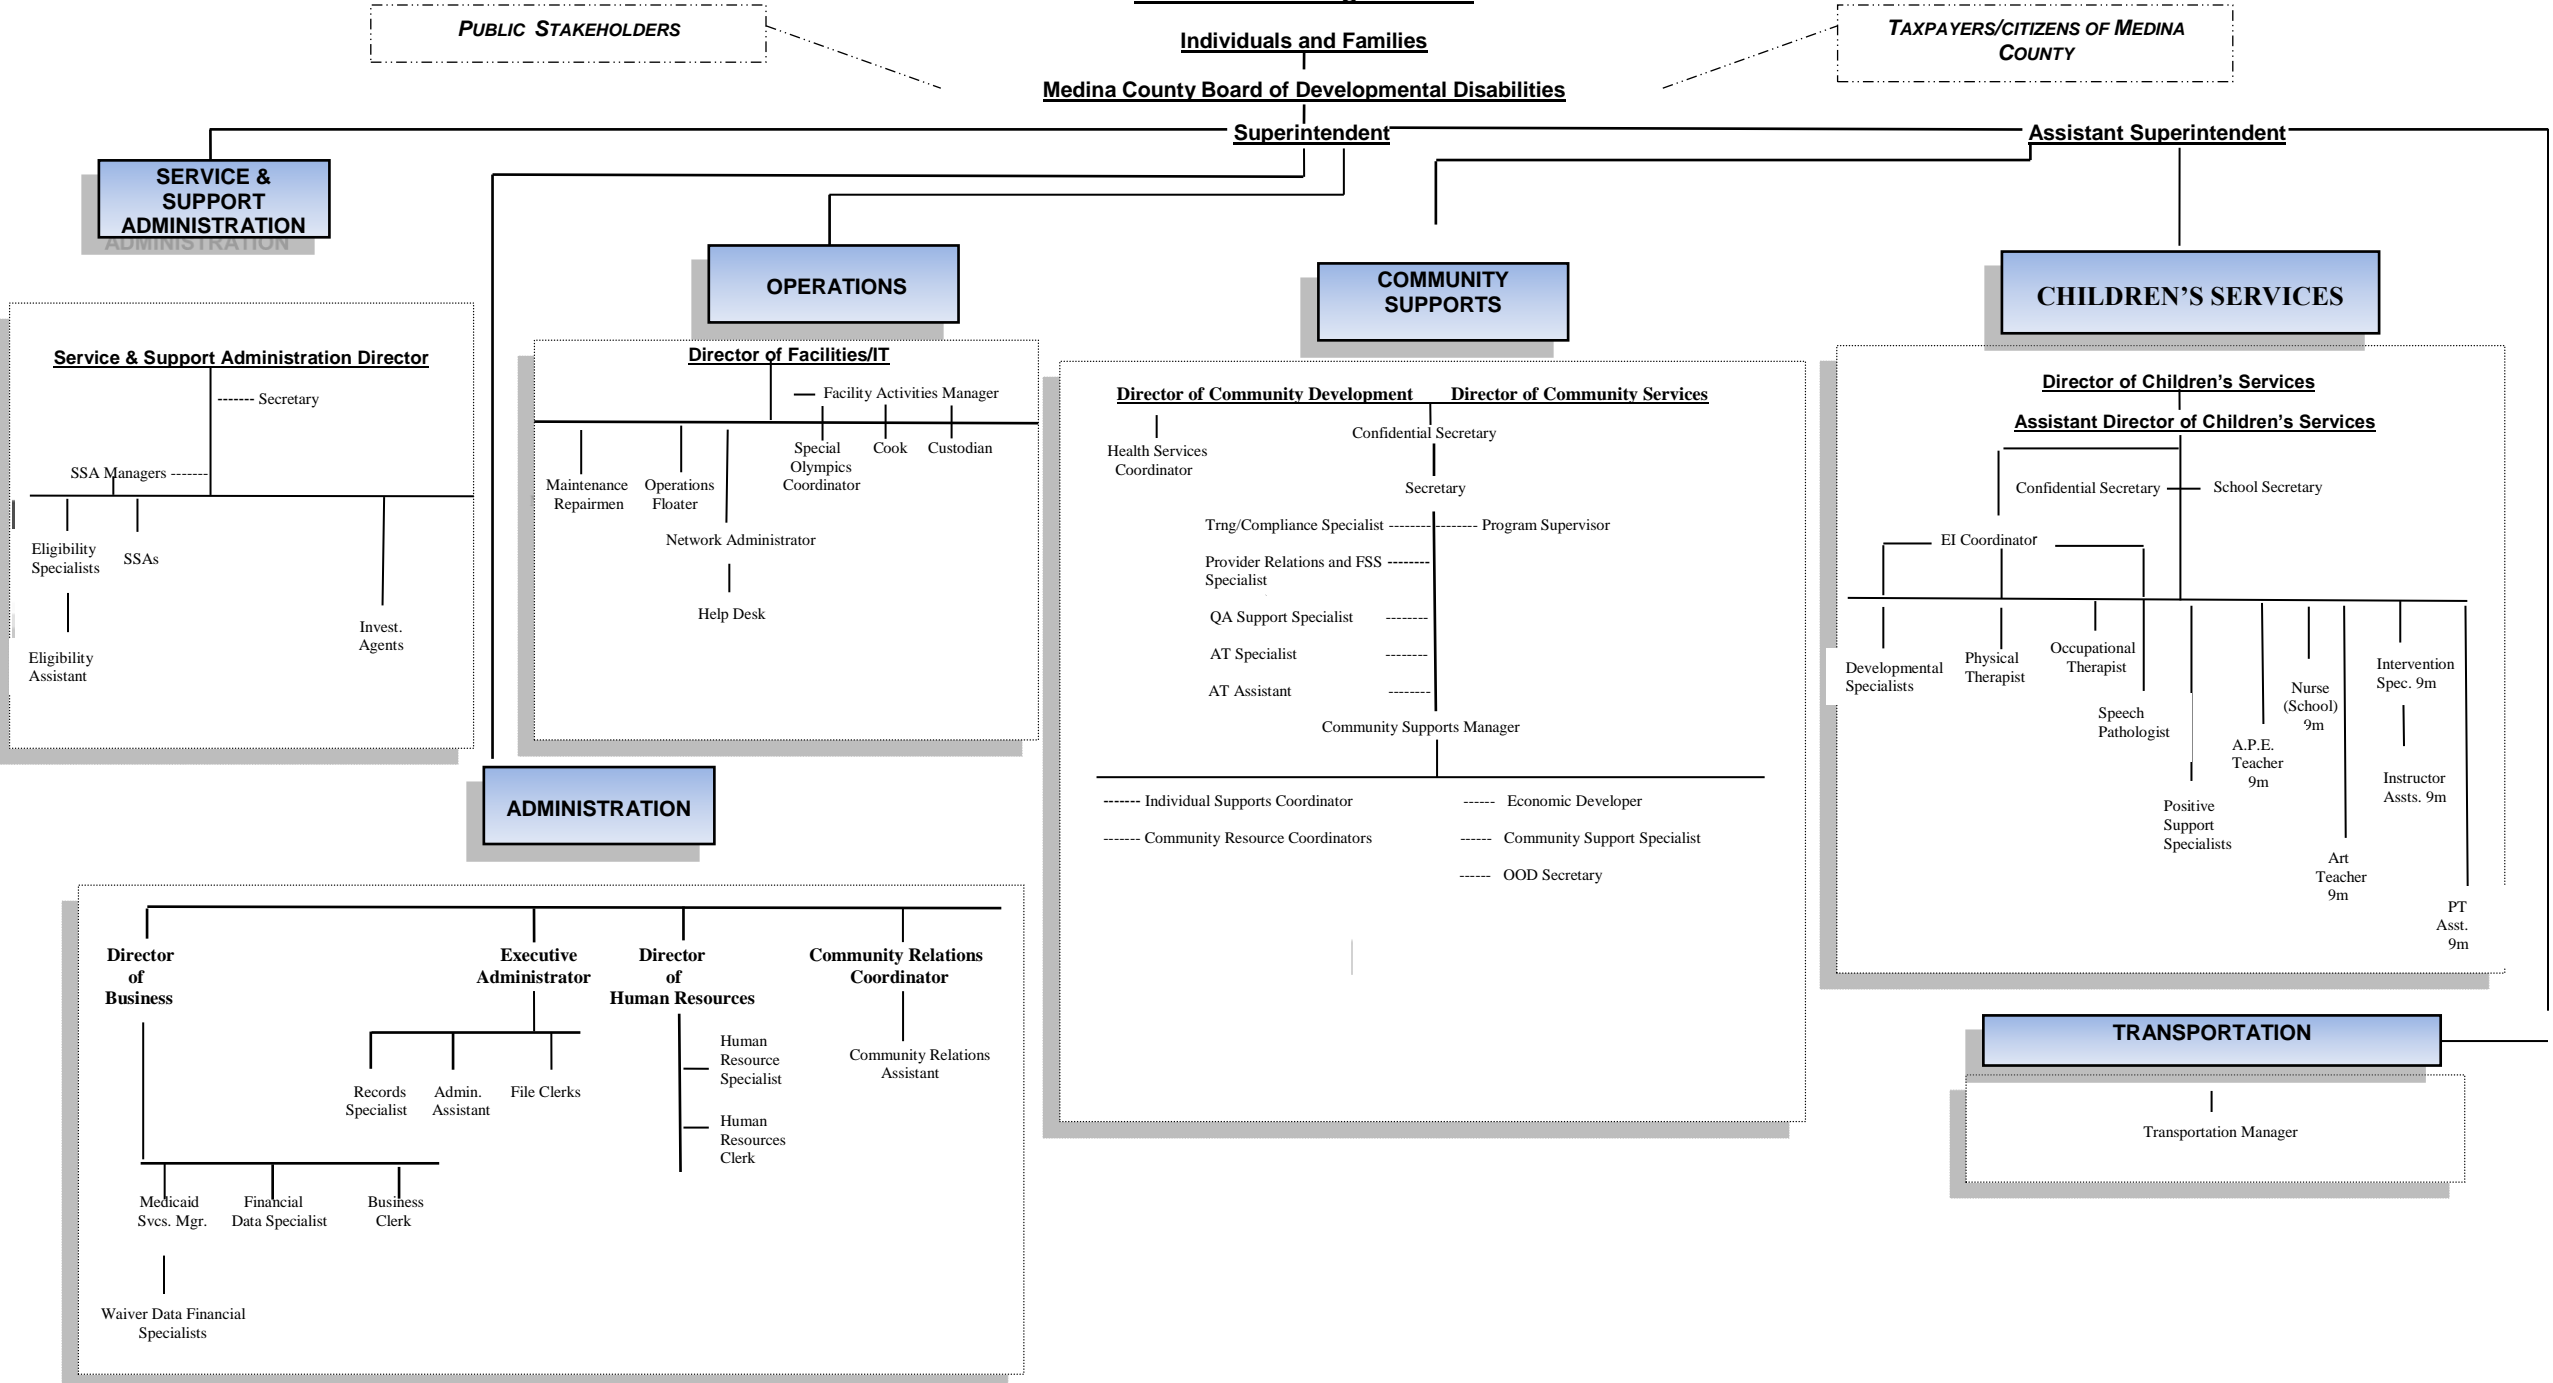 PUBLIC STAKEHOLDERS
Individuals and Families
TAXPAYERS/CITIZENS OF MEDINA
COUNTY
Medina County Board of Developmental Disabilities
Superintendent
Assistant Superintendent
SERVICE &
SUPPORT
ADMINISTRATION
Service & Support Administration Director
------- Secretary
SSA Managers -------
Eligibility
Specialists
SSAs
Eligibility
Assistant
Invest.
Agents
OPERATIONS
Director of Facilities/IT
Facility Activities Manager
Special
Olympics
Coordinator
Cook
Custodian
Maintenance
Repairmen
Operations
Floater
Network Administrator
Help Desk
COMMUNITY
SUPPORTS
Director of Community Development
Director of Community Services
Health Services
Coordinator
Confidential Secretary
Secretary
Trng/Compliance Specialist -------- -------- Program Supervisor
Provider Relations and FSS --------
Specialist
QA Support Specialist --------
AT Specialist --------
AT Assistant --------
Community Supports Manager
------- Individual Supports Coordinator
------- Community Resource Coordinators
------ Economic Developer
------ Community Support Specialist
------ OOD Secretary
CHILDREN’S SERVICES
Director of Children’s Services
Assistant Director of Children’s Services
Confidential Secretary
School Secretary
EI Coordinator
Developmental
Specialists
Physical
Therapist
Occupational
Therapist
Speech
Pathologist
Positive
Support
Specialists
A.P.E.
Teacher
9m
Nurse
(School)
9m
Art
Teacher
9m
Intervention
Spec. 9m
Instructor
Assts. 9m
PT
Asst.
9m
TRANSPORTATION
Transportation Manager
ADMINISTRATION
Director
of
Business
Executive
Administrator
Director
of
Human Resources
Community Relations
Coordinator
Records
Specialist
Admin.
Assistant
File Clerks
Human
Resource
Specialist
Human
Resources
Clerk
Community Relations
Assistant
Medicaid
Svcs. Mgr.
Financial
Data Specialist
Business
Clerk
Waiver Data Financial
Specialists